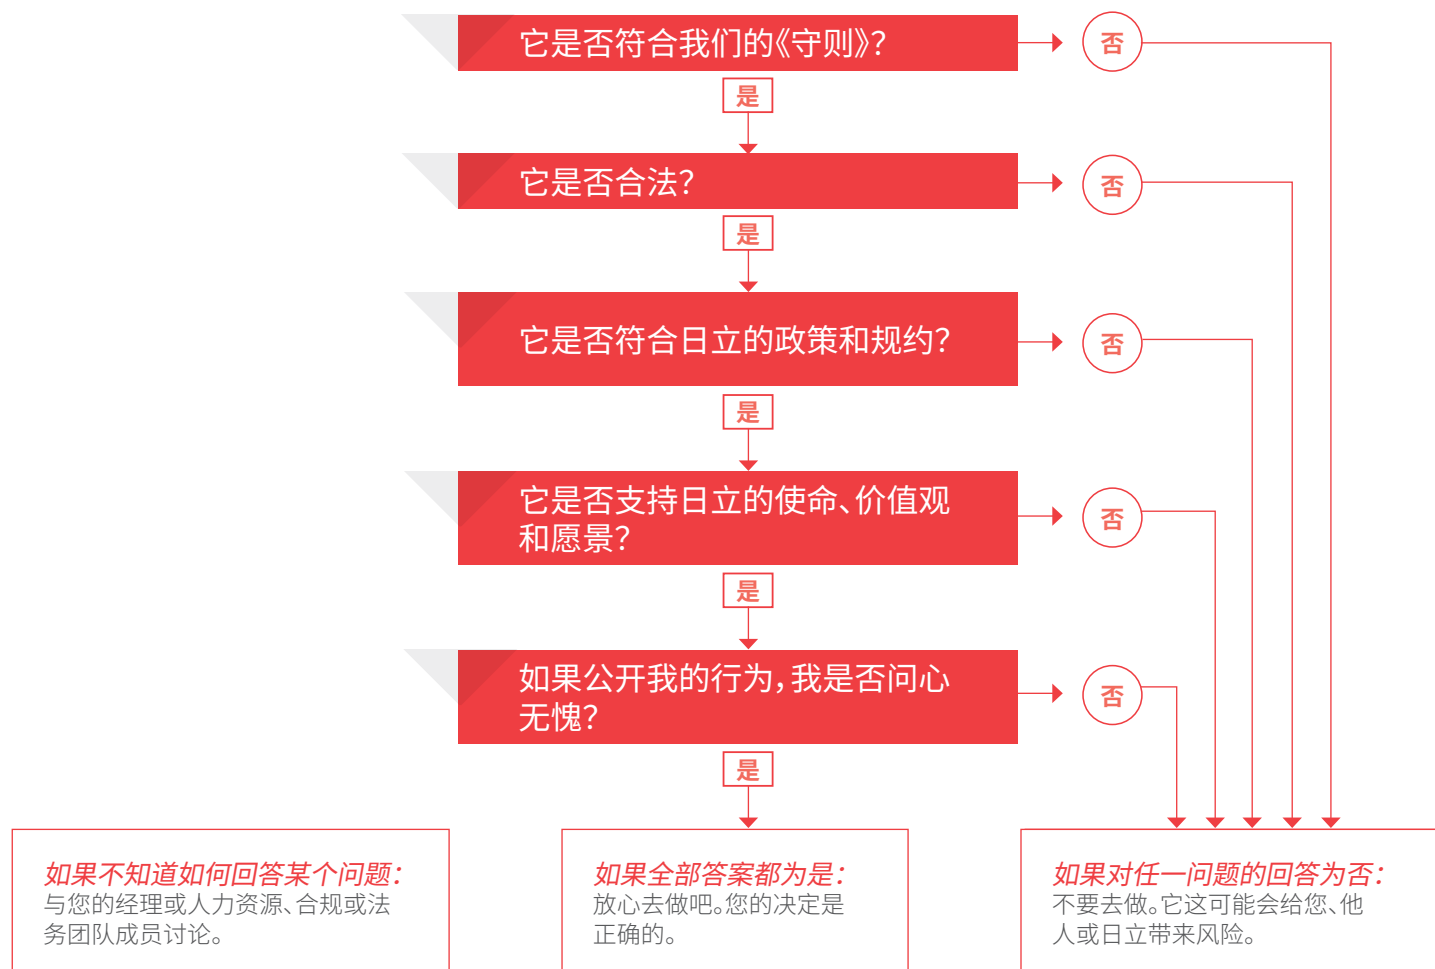 它是否符合我们的《守则》?
否
是
它是否合法?
否
是
它是否符合日立的政策和规约?
否
是
它是否支持日立的使命、价值观
和愿景?
否
是
如果公开我的行为,我是否问心
无愧?
否
是
如果不知道如何回答某个问题:
与您的经理或人力资源、合规或法
务团队成员讨论。
如果全部答案都为是:
放心去做吧。您的决定是
正确的。
如果对任一问题的回答为否:
不要去做。它这可能会给您、他
人或日立带来风险。